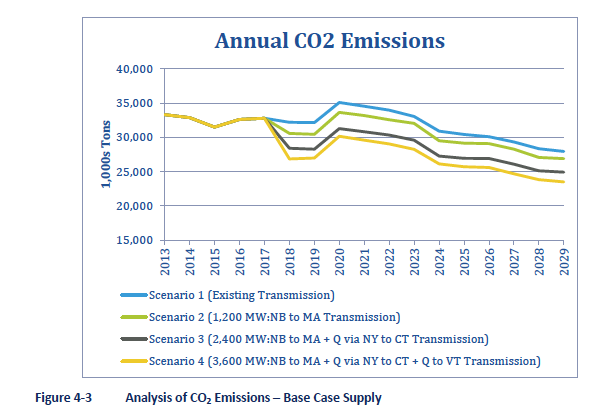 Annual CO2 Emissions
1,000s Tons
40,000
35,000
30,000
25,000
20,000
15,000
2013 2014 2015 2016 2017 2018 2019 2020 2021 2022 2023 2024 2025 2026 2027 2028 2029
Scenario 1 (Existing Transmission)
Scenario 2 (1,200 MW:NB to MA Transmission)
Scenario 3 (2,400 MW:NB to MA + Q via NY to CT Transmission)
Scenario 4 (3,600 MW:NB to MA + Q via NY to CT + Q to VT Transmission)
Figure 4-3 Analysis of CO₂ Emissions – Base Case Supply